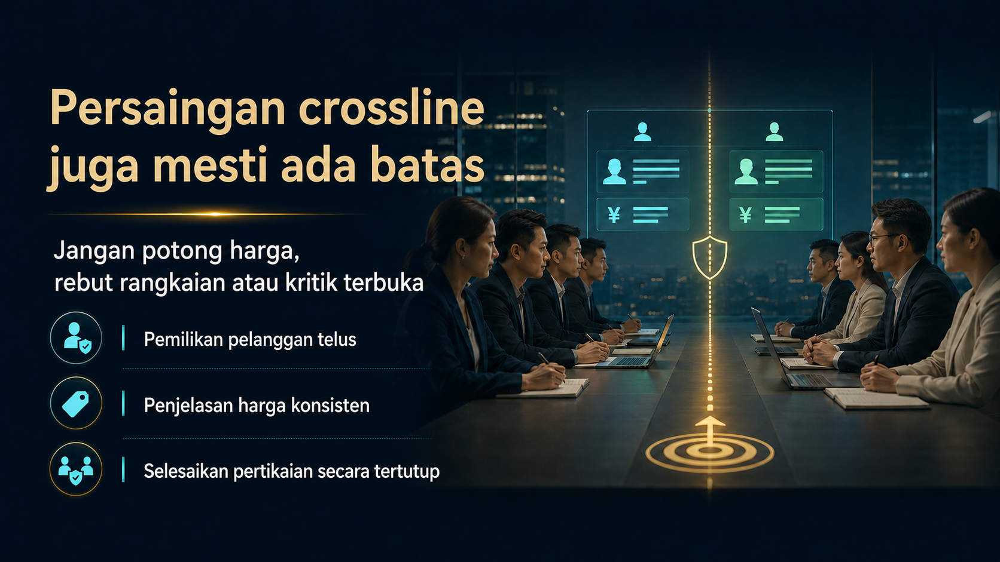 Persaingan crossline
juga mesti ada batas
Jangan potong harga,
rebut rangkaian atau kritik terbuka
Pemilikan pelanggan telus
Penjelasan harga konsisten
Selesaikan pertikaian secara tertutup
¥
¥